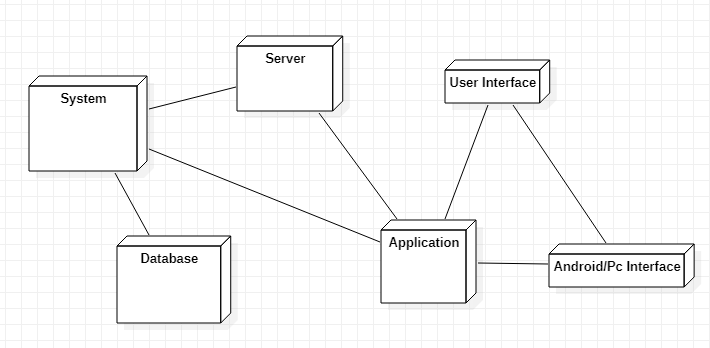 Server
User Interface
System
Application
Database
Android/Pc Interface